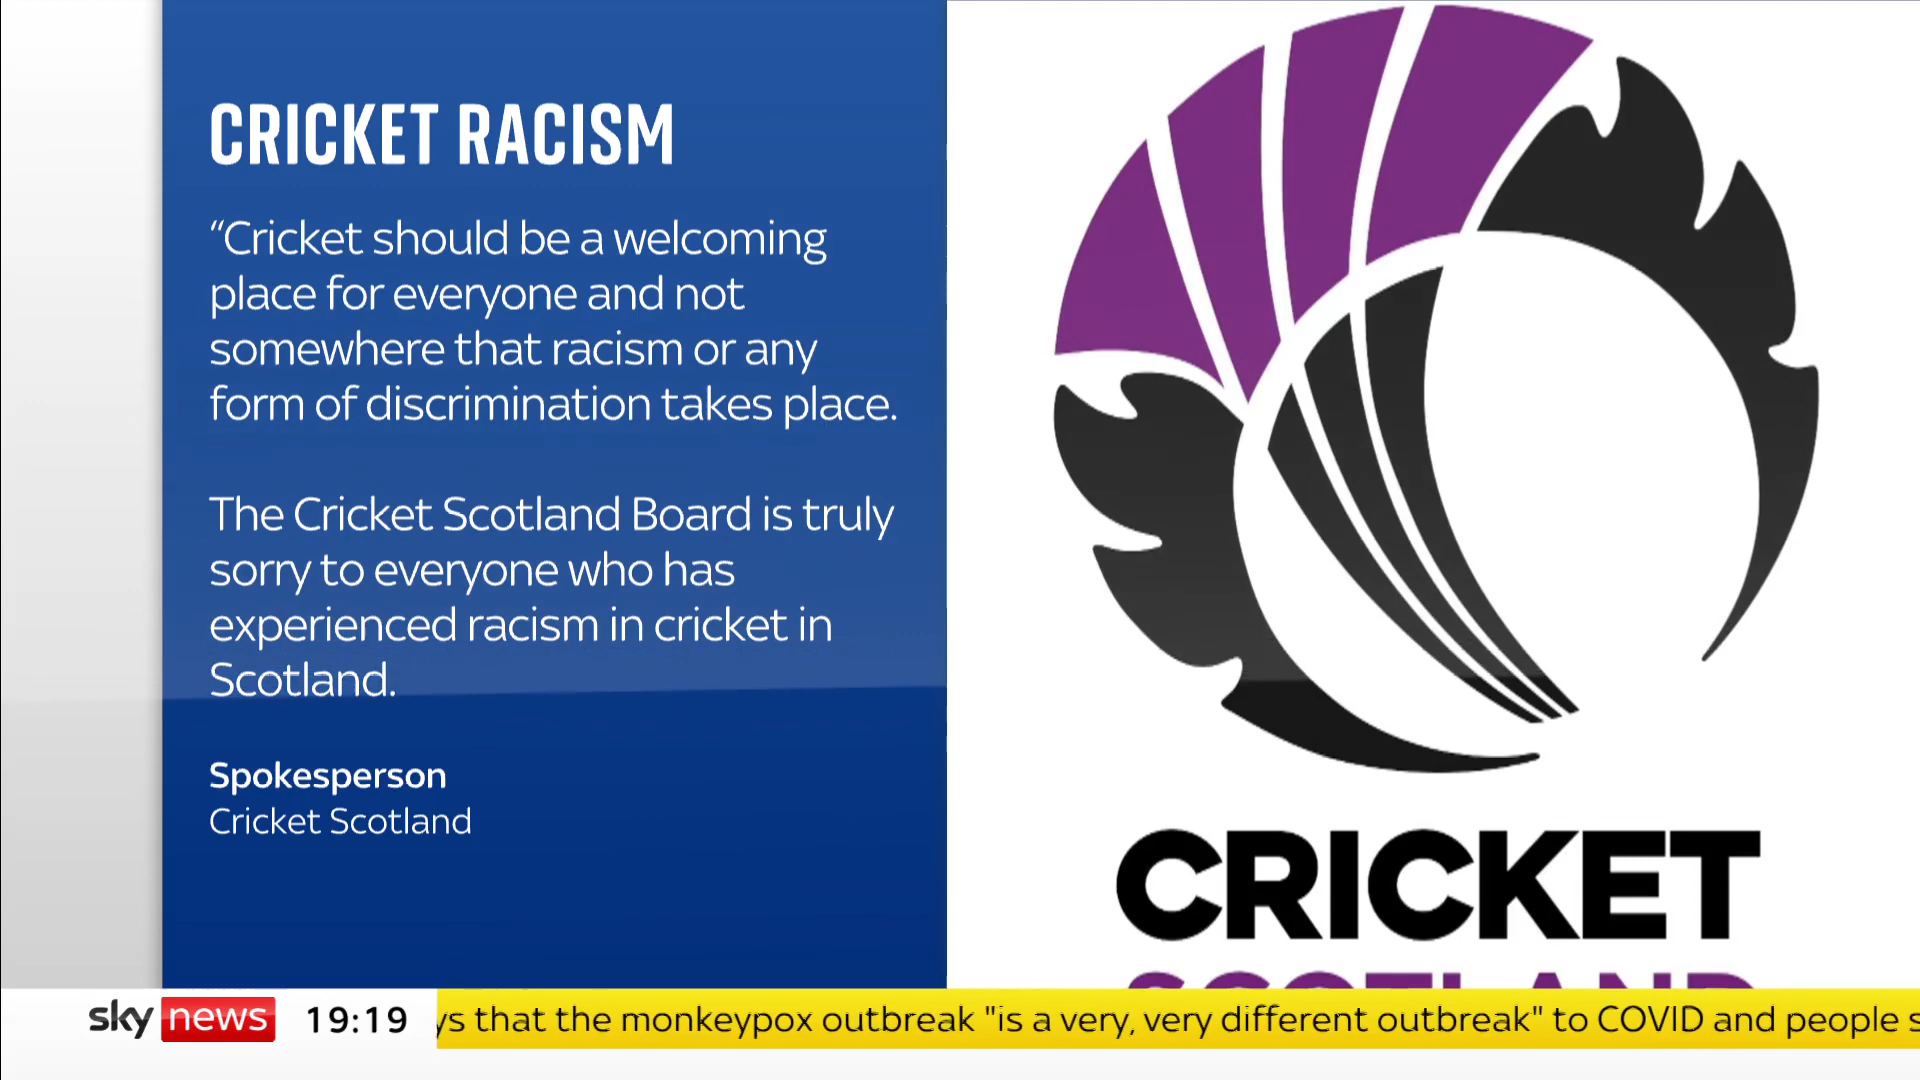 CRICKET RACISM
“Cricket should be a welcoming
place for everyone and not
somewhere that racism or any
form of discrimination takes place.
The Cricket Scotland Board is truly
sorry to everyone who has
experienced racism in cricket in
Scotland.
Spokesperson
Cricket Scotland
CRICKET
SCOTLAND
sky news 19:19 ys that the monkeypox outbreak "is a very, very different outbreak" to COVID and people s